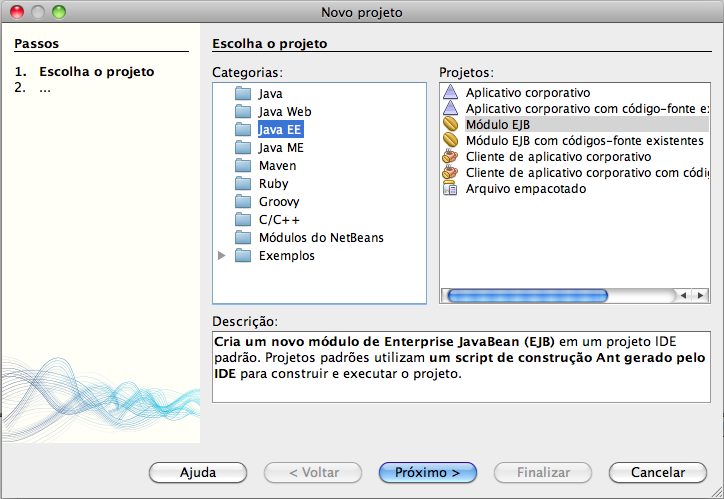 Novo projeto
Passos
1. Escolha o projeto
2. ...
Escolha o projeto
Categorias:
Java
Java Web
Java EE
Java ME
Maven
Ruby
Groovy
C/C++
Módulos do NetBeans
Exemplos
Projetos:
Aplicativo corporativo
Aplicativo corporativo com código-fonte ex
Módulo EJB
Módulo EJB com códigos-fonte existentes
Cliente de aplicativo corporativo
Cliente de aplicativo corporativo com códig
Arquivo empacotado
Descrição:
Cria um novo módulo de Enterprise JavaBean (EJB) em um projeto IDE
padrão. Projetos padrões utilizam um script de construção Ant gerado pelo
IDE para construir e executar o projeto.
Ajuda
< Voltar
Próximo >
Finalizar
Cancelar